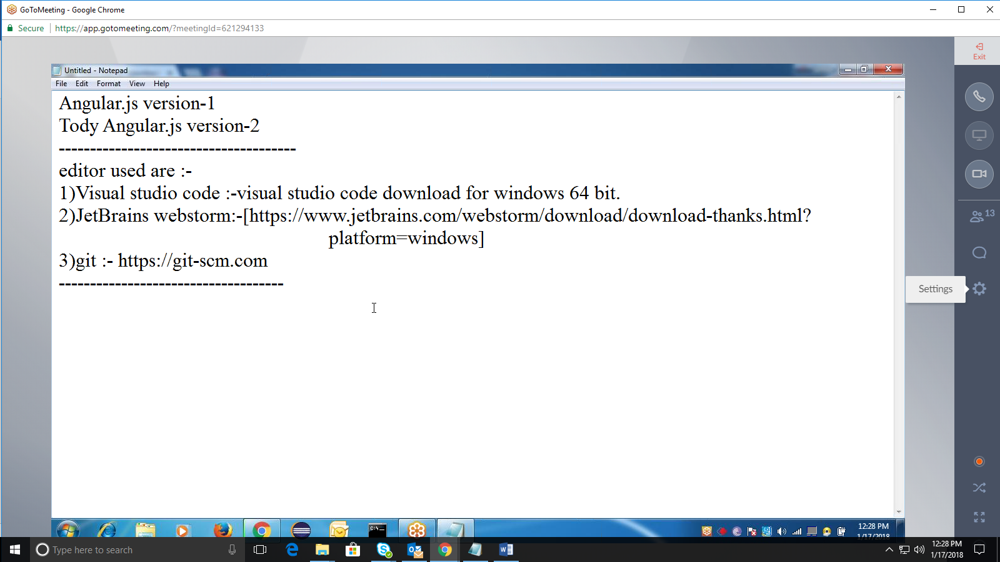 GoToMeeting - Google Chrome
Secure https://app.gotomeeting.com/?meetingId=621294133
Exit
Untitled - Notepad
File Edit Format View Help
Angular.js version-1
Tody Angular.js version-2
--------------------------------------
editor used are :-
1)Visual studio code :-visual studio code download for windows 64 bit.
2)JetBrains webstorm:-[https://www.jetbrains.com/webstorm/download/download-thanks.html?
platform=windows]
3)git :- https://git-scm.com
------------------------------------
13
Settings
12:28 PM
1/17/2018
Type here to search
12:28 PM
1/17/2018